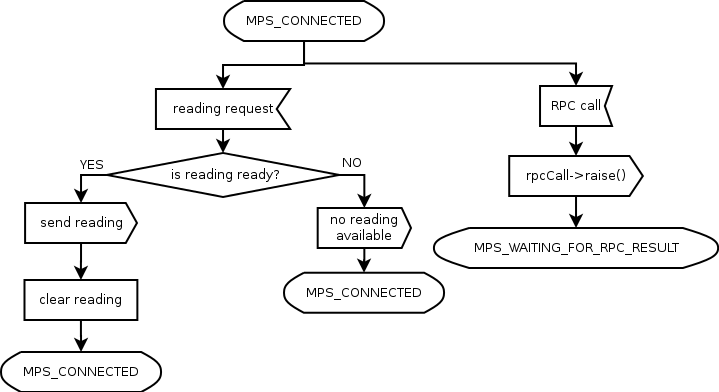 MPS_CONNECTED
reading request
RPC call
YES
is reading ready?
NO
rpcCall->raise()
send reading
no reading
available
MPS_WAITING_FOR_RPC_RESULT
clear reading
MPS_CONNECTED
MPS_CONNECTED